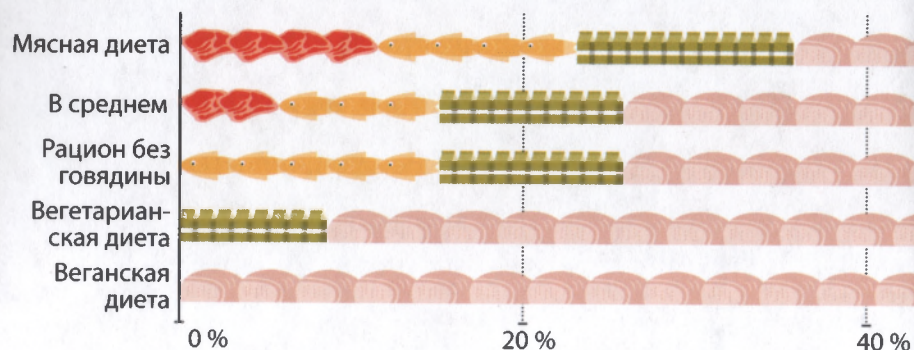 Мясная диета
В среднем
Рацион без
говядины
Вегетариан-
ская диета
Веганская
диета
0 %
20 %
40 %